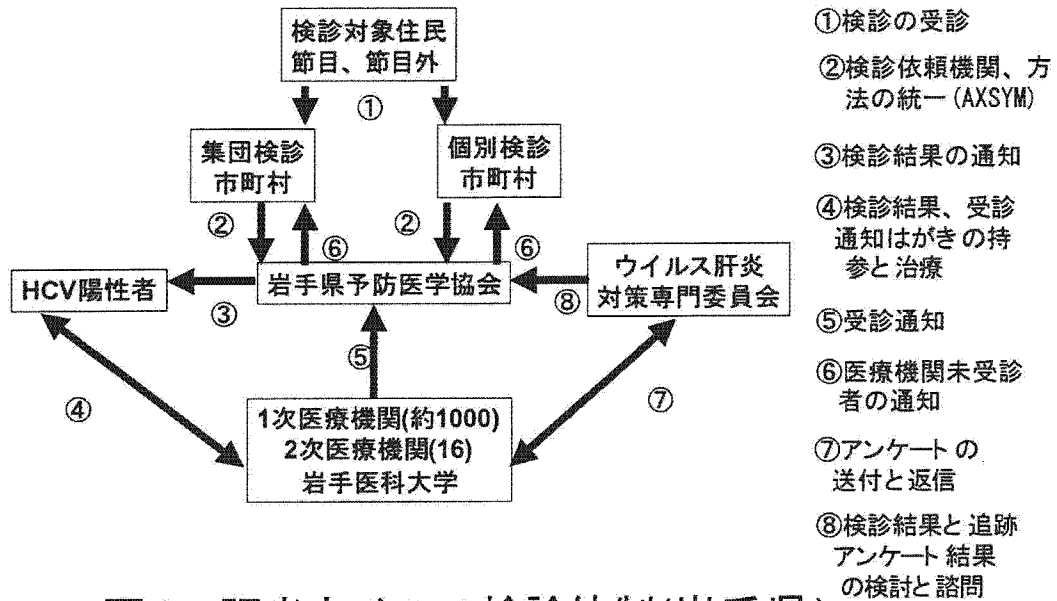 検診対象住民
節目、節目外
①
集団検診
市町村
個別検診
市町村
②
⑥
②
⑥
HCV陽性者
岩手県予防医学協会
ウイルス肝炎
対策専門委員会
③
⑧
⑤
④
⑦
1次医療機関(約1000)
2次医療機関(16)
岩手医科大学
①検診の受診
②検診依頼機関、方
法の統一(AXSYM)
③検診結果の通知
④検診結果、受診
通知はがきの持
参と治療
⑤受診通知
⑥医療機関未受診
者の通知
⑦アンケートの
送付と返信
⑧検診結果と追跡
アンケート結果
の検討と諮問